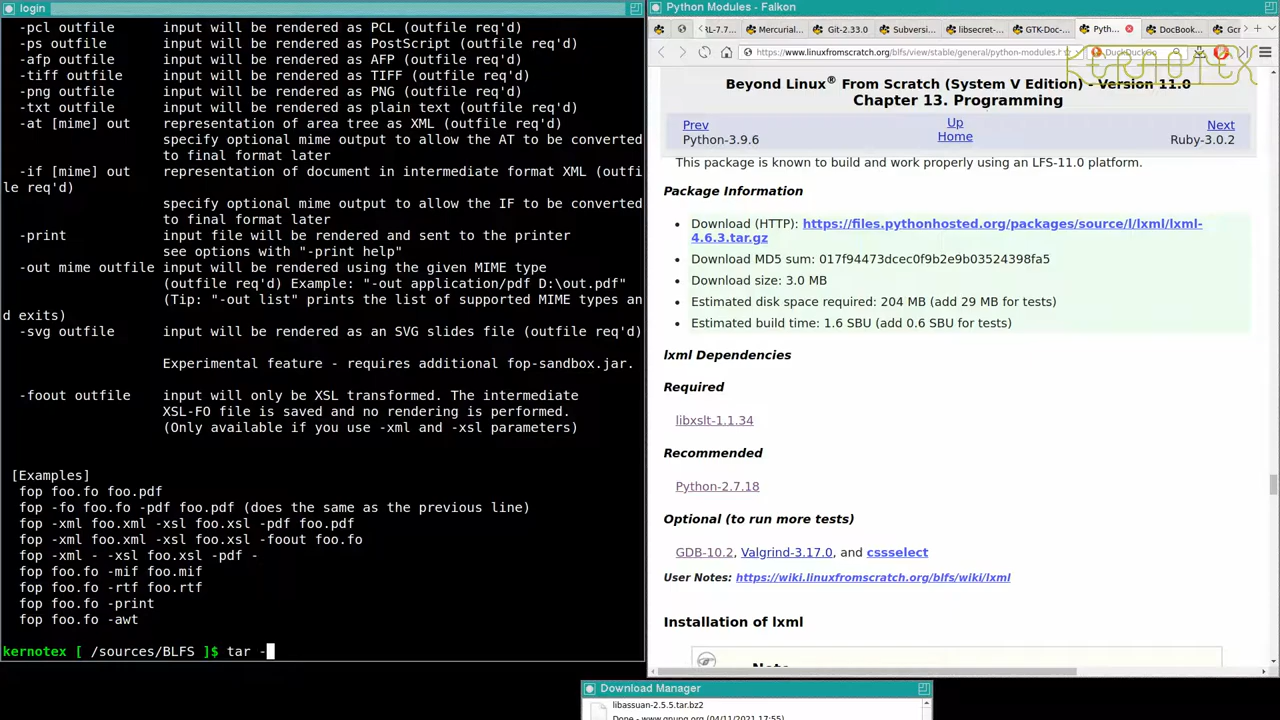 login
-pcl outfile      input will be rendered as PCL (outfile req'd)
-ps outfile       input will be rendered as PostScript (outfile req'd)
-afp outfile      input will be rendered as AFP (outfile req'd)
-tiff outfile     input will be rendered as TIFF (outfile req'd)
-png outfile      input will be rendered as PNG (outfile req'd)
-txt outfile      input will be rendered as plain text (outfile req'd)
-at [mime] out    representation of area tree as XML (outfile req'd)
specify optional mime output to allow the AT to be converted
to final format later
-if [mime] out    representation of document in intermediate format XML (outfi
le req'd)
specify optional mime output to allow the IF to be converted
to final format later
-print            input file will be rendered and sent to the printer
see options with "-print help"
-out mime outfile input will be rendered using the given MIME type
(outfile req'd) Example: "-out application/pdf D:\out.pdf"
(Tip: "-out list" prints the list of supported MIME types an
d exits)
-svg outfile      input will be rendered as an SVG slides file (outfile req'd)
Experimental feature - requires additional fop-sandbox.jar.
-foout outfile    input will only be XSL transformed. The intermediate
XSL-FO file is saved and no rendering is performed.
(Only available if you use -xml and -xsl parameters)
[Examples]
fop foo.fo foo.pdf
fop -fo foo.fo -pdf foo.pdf (does the same as the previous line)
fop -xml foo.xml -xsl foo.xsl -pdf foo.pdf
fop -xml foo.xml -xsl foo.xsl -foout foo.fo
fop -xml - -xsl foo.xsl -pdf -
fop foo.fo -mif foo.mif
fop foo.fo -rtf foo.rtf
fop foo.fo -print
fop foo.fo -awt
kernotex [ /sources/BLFS ]$ tar -
Python Modules - Falkon
RL-7.7... Mercurial... Git-2.33.0 Subversi... libsecret-... GTK-Doc-... Pyth... DocBook...
https://www.linuxfromscratch.org/blfs/view/stable/general/python-modules.h DuckDuckGo
KERNOTEX
Beyond Linux® From Scratch (System V Edition) - Version 11.0
Chapter 13. Programming
Prev Up Next
Python-3.9.6 Home Ruby-3.0.2
This package is known to build and work properly using an LFS-11.0 platform.
Package Information
• Download (HTTP): https://files.pythonhosted.org/packages/source/l/lxml/lxml-
4.6.3.tar.gz
• Download MD5 sum: 017f94473dcec0f9b2e9b03524398fa5
• Download size: 3.0 MB
• Estimated disk space required: 204 MB (add 29 MB for tests)
• Estimated build time: 1.6 SBU (add 0.6 SBU for tests)
lxml Dependencies
Required
libxslt-1.1.34
Recommended
Python-2.7.18
Optional (to run more tests)
GDB-10.2, Valgrind-3.17.0, and cssselect
User Notes: https://wiki.linuxfromscratch.org/blfs/wiki/lxml
Installation of lxml
Note
Download Manager
libassuan-2.5.5.tar.bz2
Done - www.gnupg.org (04/11/2021 17:55)